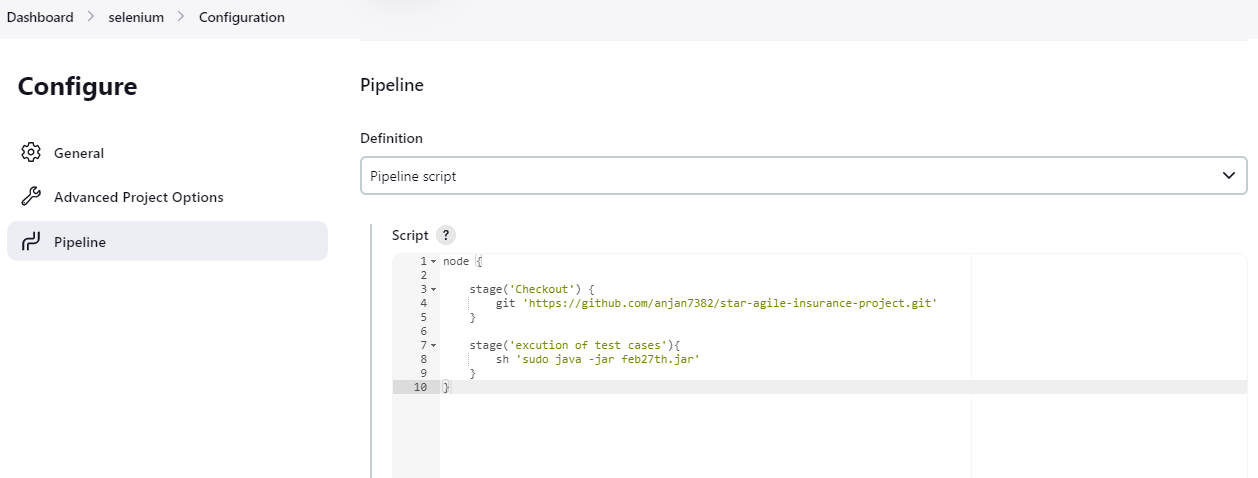 Dashboard > selenium > Configuration
Configure
General
Advanced Project Options
Pipeline
Pipeline
Definition
Pipeline script
Script ?
1 node {
2
3 stage('Checkout') {
4 git 'https://github.com/anjan7382/star-agile-insurance-project.git'
5 }
6
7 stage('excution of test cases'){
8 sh 'sudo java -jar feb27th.jar'
9 }
10 }